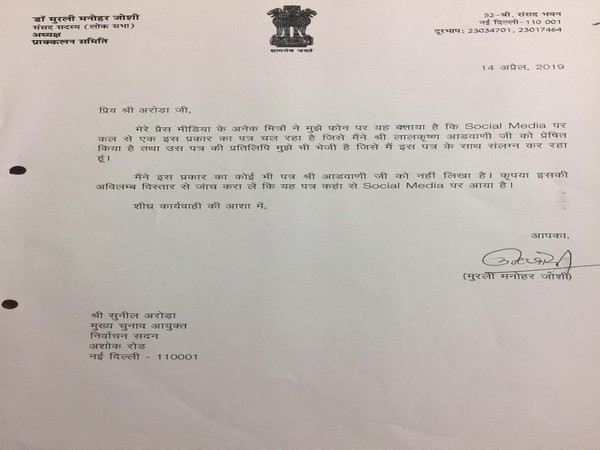 डॉ मुरली मनोहर जोशी
संसद सदस्य (लोक सभा)
अध्यक्ष
प्राक्कलन समिति
सत्यमेव जयते
52-बी, संसद भवन
नई दिल्ली-110 001
दूरभाष: 23034701, 23017464
14 अप्रैल, 2019
प्रिय श्री अरोड़ा जी,
मेरे प्रैस मीडिया के अनेक मित्रों ने मुझे फोन पर यह बताया है कि Social Media पर
कल से एक इस प्रकार का पत्र चल रहा है जिसे मैंने श्री लालकृष्ण आडवाणी जी को प्रेषित
किया है तथा उस पत्र की प्रतिलिपि मुझे भी भेजी है जिसे मैं इस पत्र के साथ संलग्न कर रहा
हूं।
मैंने इस प्रकार का कोई भी पत्र श्री आडवाणी जी को नहीं लिखा है। कृपया इसकी
अविलम्ब विस्तार से जांच करा लें कि यह पत्र कहां से Social Media पर आया है।
शीघ्र कार्यवाही की आशा में,
आपका,
(मुरली मनोहर जोशी)
श्री सुनील अरोड़ा
मुख्य चुनाव आयुक्त
निर्वाचन सदन
अशोक रोड
नई दिल्ली - 110001